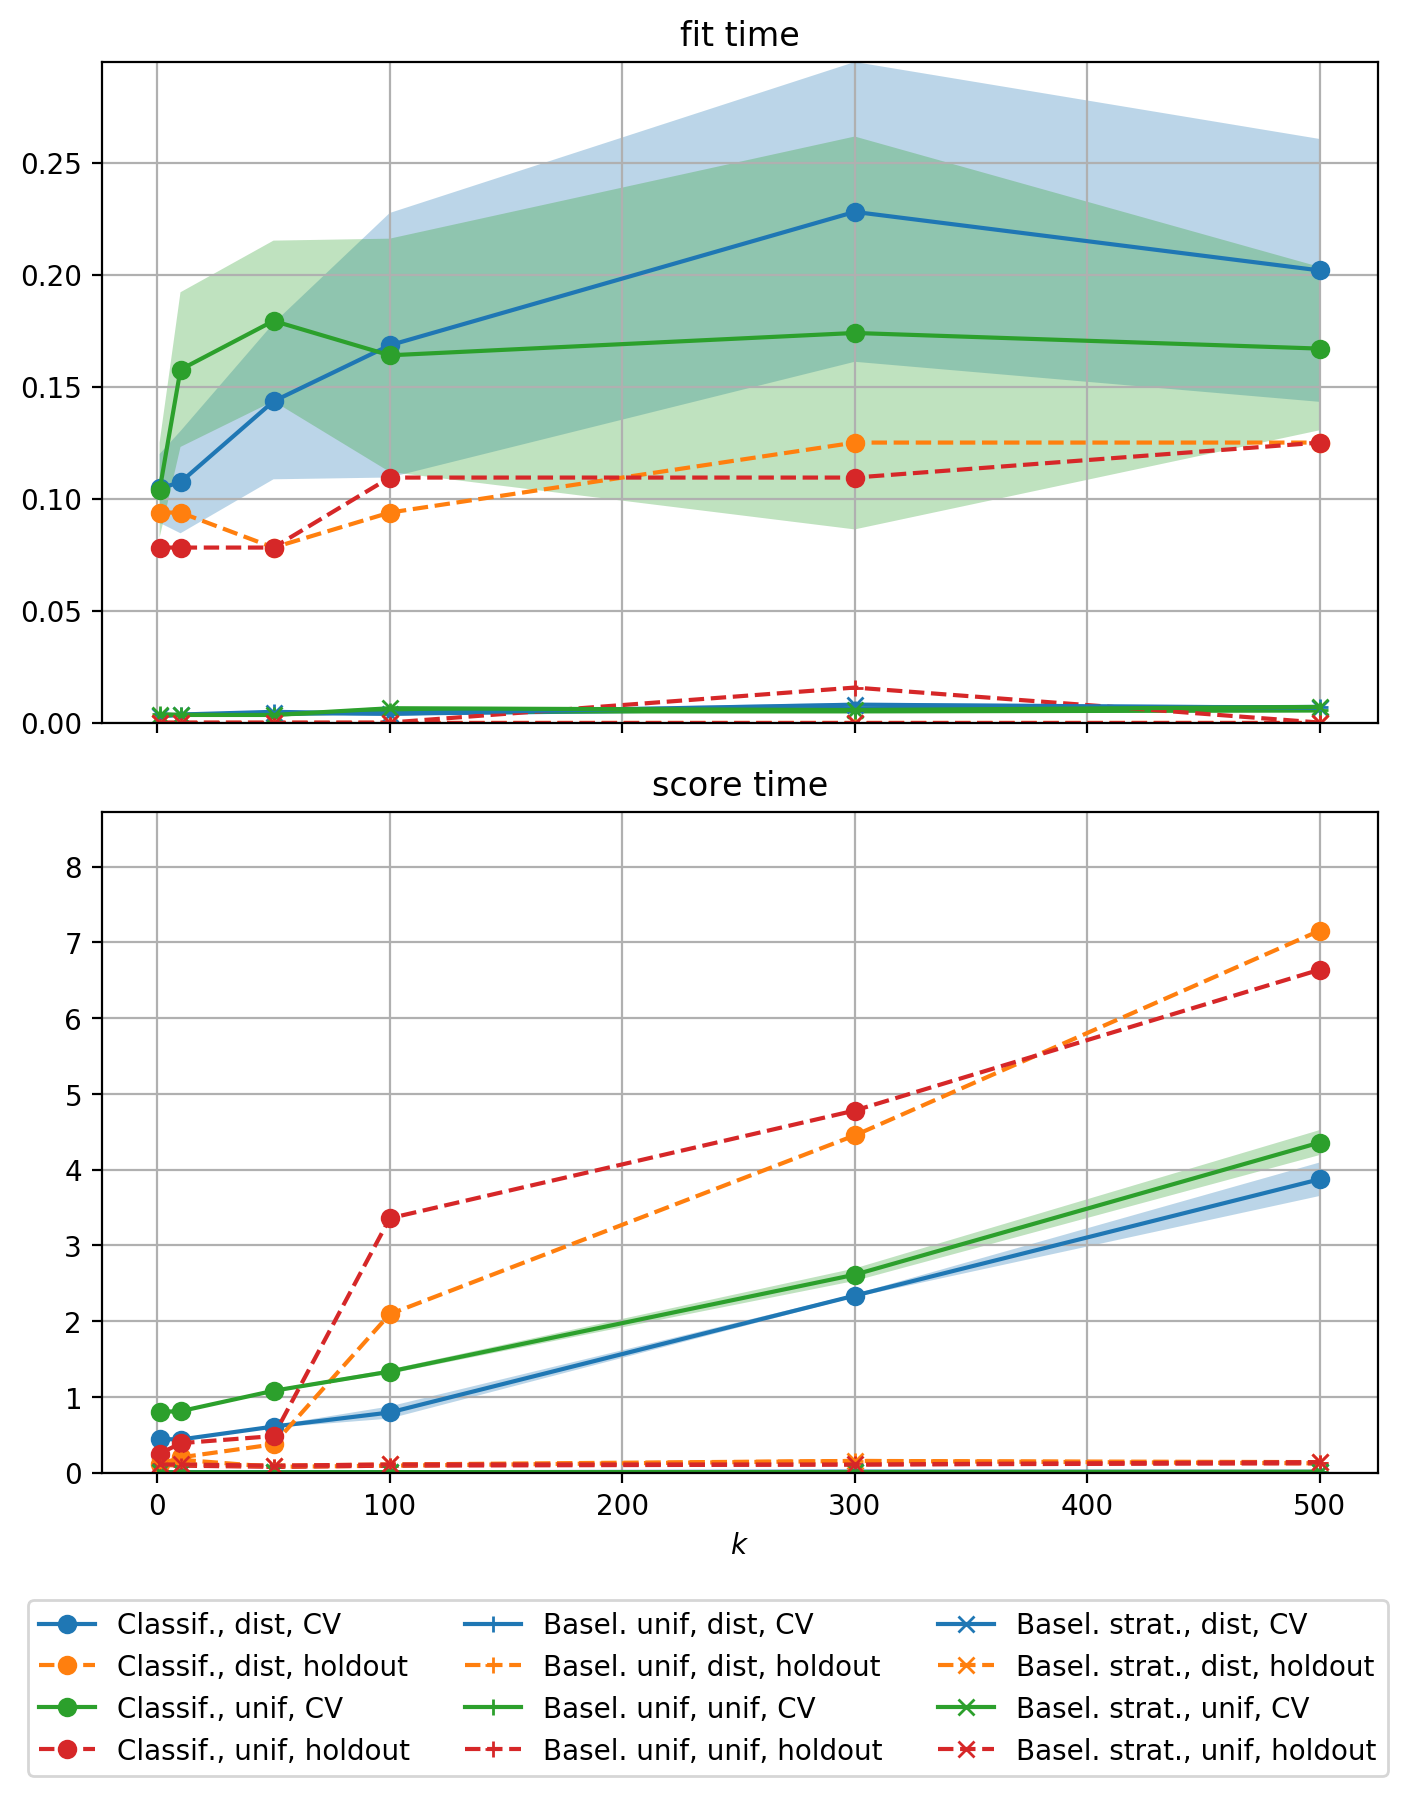 fit time
0.25
0.20
0.15
0.10
0.05
0.00
score time
8
7
6
5
4
3
2
1
0
0 100 200 300 400 500
k
Classif., dist, CV Basel. unif, dist, CV Basel. strat., dist, CV
Classif., dist, holdout Basel. unif, dist, holdout Basel. strat., dist, holdout
Classif., unif, CV Basel. unif, unif, CV Basel. strat., unif, CV
Classif., unif, holdout Basel. unif, unif, holdout Basel. strat., unif, holdout